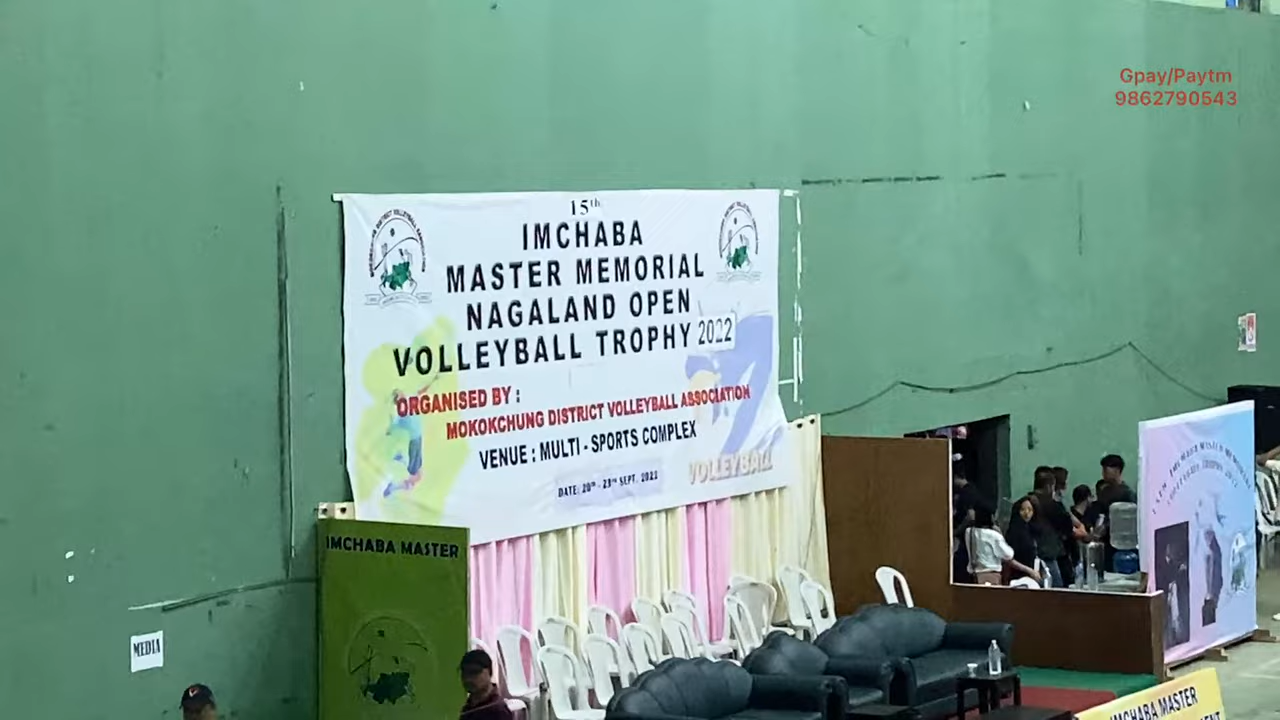 Gpay/Paytm
9862790543
15th
IMCHABA
MASTER MEMORIAL
NAGALAND OPEN
VOLLEYBALL TROPHY 2022
ORGANISED BY :
MOKOKCHUNG DISTRICT VOLLEYBALL ASSOCIATION
VENUE : MULTI - SPORTS COMPLEX
DATE: 20th - 23rd SEPT. 2022
VOLLEYBALL
IMCHABA MASTER
MEDIA
IMCHABA MASTER